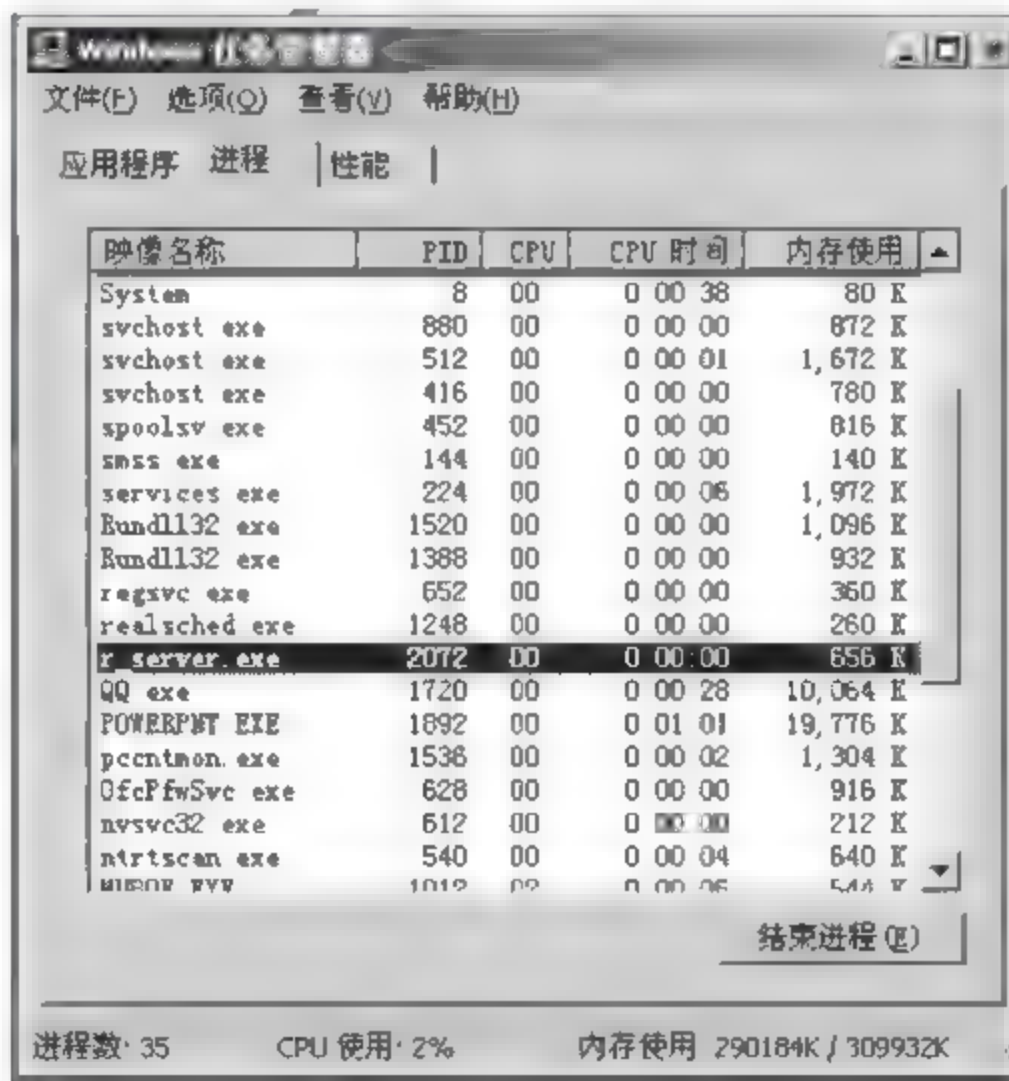 Windows 任务管理器
文件(F) 选项(O) 查看(V) 帮助(H)
应用程序 进程 性能
映像名称 PID CPU CPU 时间 内存使用
System 8 00 0 00 38 80 K
svchost exe 880 00 0 00 00 872 K
svchost exe 512 00 0 00 01 1,672 K
svchost exe 416 00 0 00 00 780 K
spoolsv exe 452 00 0 00 00 816 K
smss exe 144 00 0 00 00 140 K
services exe 224 00 0 00 06 1,972 K
Rundll32 exe 1520 00 0 00 00 1,096 K
Rundll32 exe 1388 00 0 00 00 932 K
regsvc exe 652 00 0 00 00 360 K
realsched exe 1248 00 0 00 00 260 K
r_server.exe 2072 00 0 00:00 656 K
QQ exe 1720 00 0 00 28 10,064 K
POWERPNT EXE 1892 00 0 01 01 19,776 K
pccntmon.exe 1536 00 0 00 02 1,304 K
OfcPfwSvc exe 628 00 0 00 00 916 K
nvsvc32 exe 612 00 0 00 00 212 K
ntrtscan exe 540 00 0 00 04 640 K
结束进程(E)
进程数: 35 CPU 使用: 2% 内存使用 290184K / 309932K